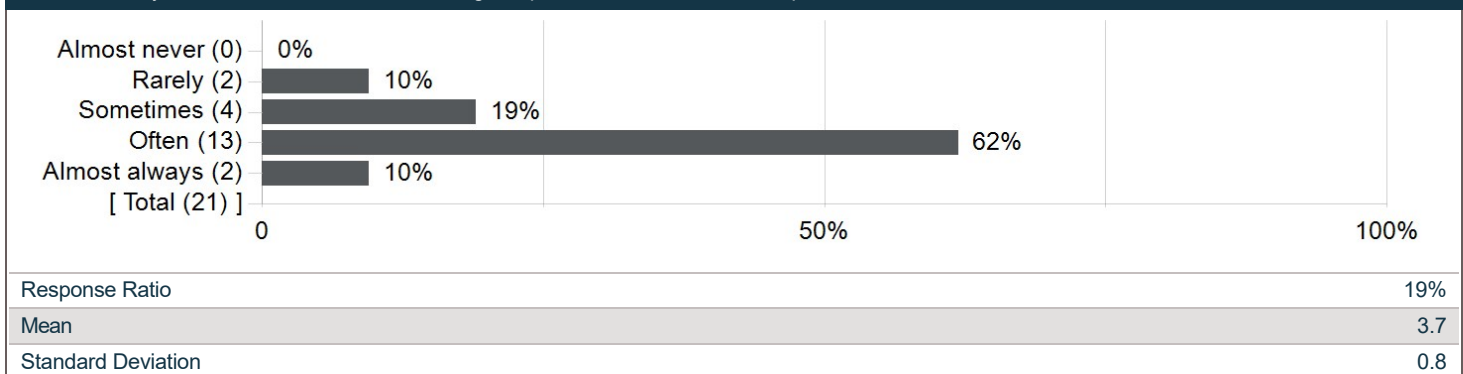 Almost never (0) 0%
Rarely (2) 10%
Sometimes (4) 19%
Often (13) 62%
Almost always (2) 10%
[ Total (21) ]
0 50% 100%
Response Ratio 19%
Mean 3.7
Standard Deviation 0.8